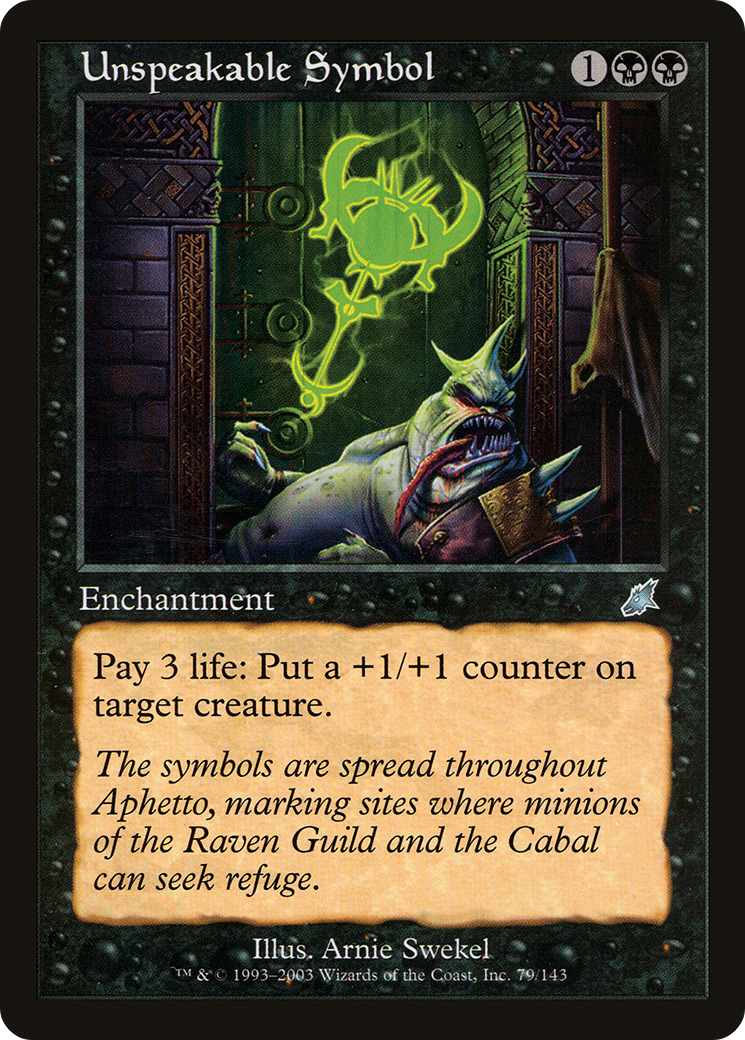 Unspeakable Symbol 1
Enchantment
Pay 3 life: Put a +1/+1 counter on
target creature.
The symbols are spread throughout
Aphetto, marking sites where minions
of the Raven Guild and the Cabal
can seek refuge.
Illus. Arnie Swekel
™ & © 1993–2003 Wizards of the Coast, Inc. 79/143